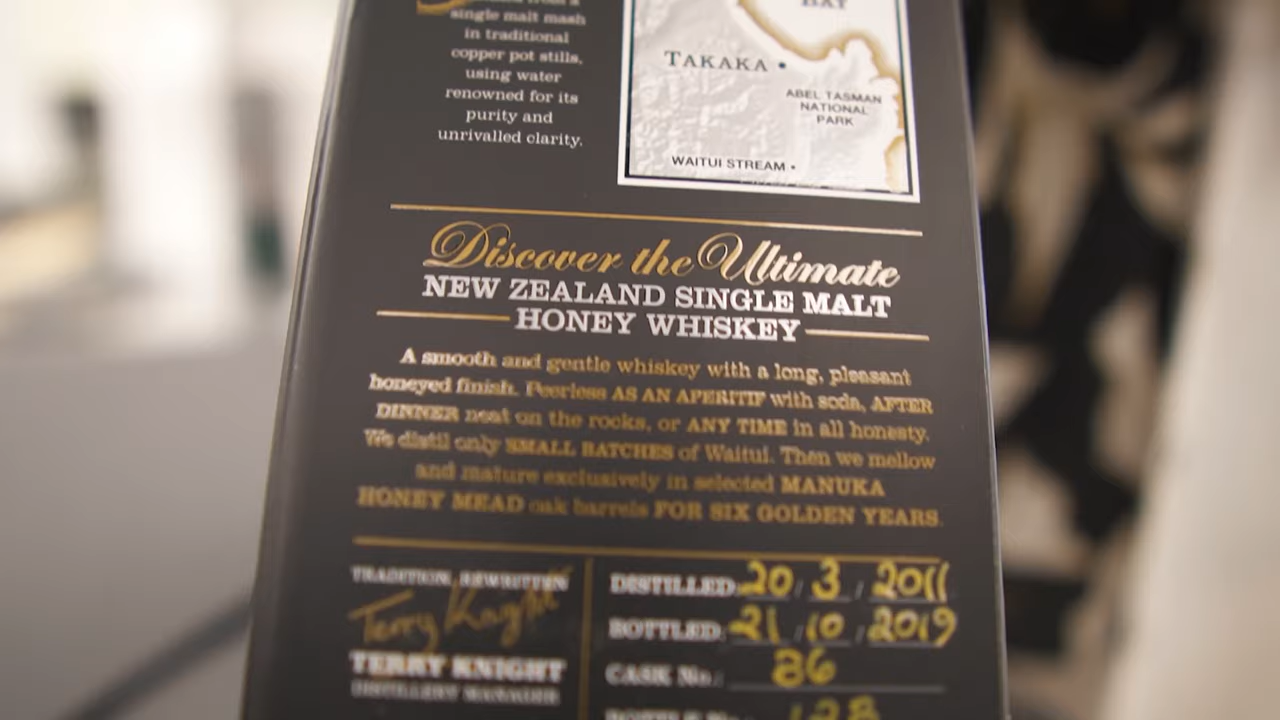 single malt mash
in traditional
copper pot stills,
using water
renowned for its
purity and
unrivalled clarity.
BAY
TAKAKA
ABEL TASMAN
NATIONAL
PARK
WAITUI STREAM
Discover the Ultimate
NEW ZEALAND SINGLE MALT
HONEY WHISKEY
A smooth and gentle whiskey with a long, pleasant
honeyed finish. Peerless AS AN APERITIF with soda, AFTER
DINNER neat on the rocks, or ANY TIME in all honesty.
We distil only SMALL BATCHES of Waitui. Then we mellow
and mature exclusively in selected MANUKA
HONEY MEAD oak barrels FOR SIX GOLDEN YEARS.
TRADITION, REWRITTEN
Terry Knight
TERRY KNIGHT
DISTILLERY MANAGER
DISTILLED: 20 / 3 / 2011
BOTTLED: 21 / 10 / 2019
CASK No.: 86